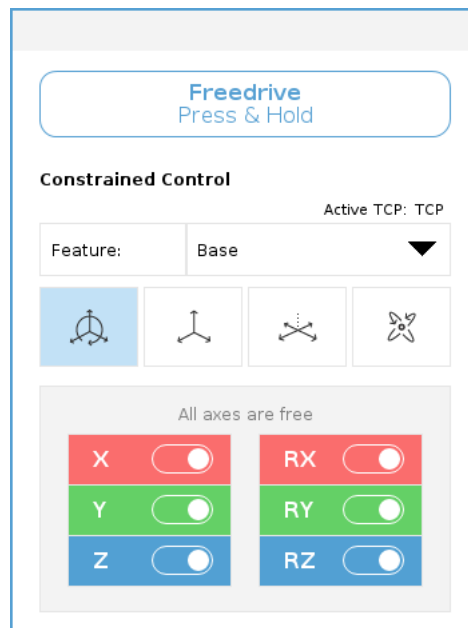 Freedrive
Press & Hold
Constrained Control
Active TCP: TCP
Feature: Base
All axes are free
X RX
Y RY
Z RZ